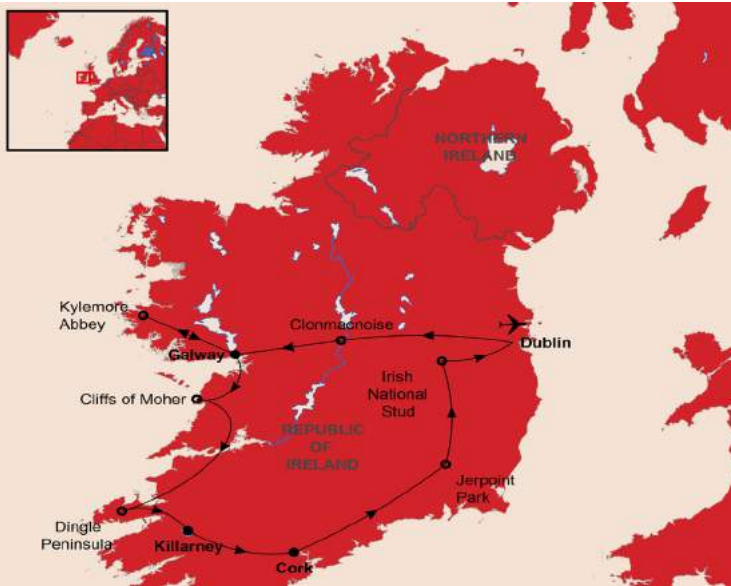 NORTHERN
IRELAND
Kylemore
Abbey
Clonmacnoise
Galway
Dublin
Irish
National
Stud
Cliffs of Moher
REPUBLIC
OF
IRELAND
Jerpoint
Park
Dingle
Peninsula
Killarney
Cork